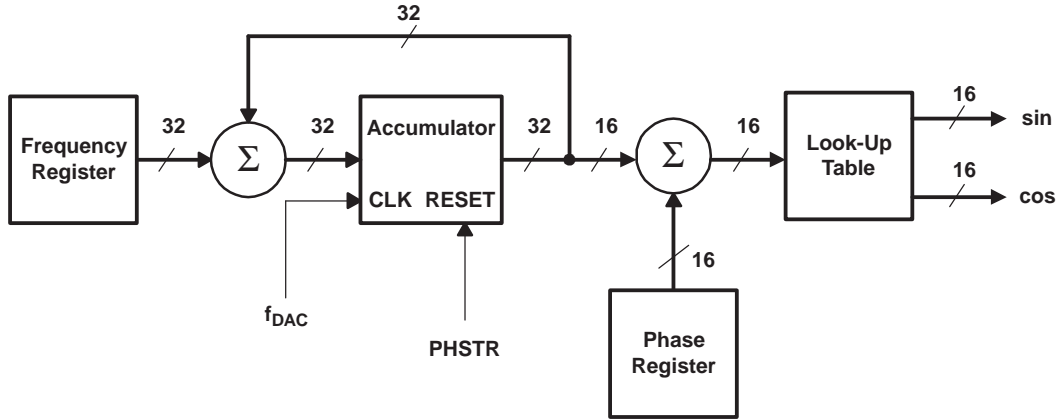 32
Frequency
Register
32
Σ
32
Accumulator
CLK RESET
32
16
Σ
16
Look-Up
Table
16
sin
16
cos
f_DAC
PHSTR
16
Phase
Register